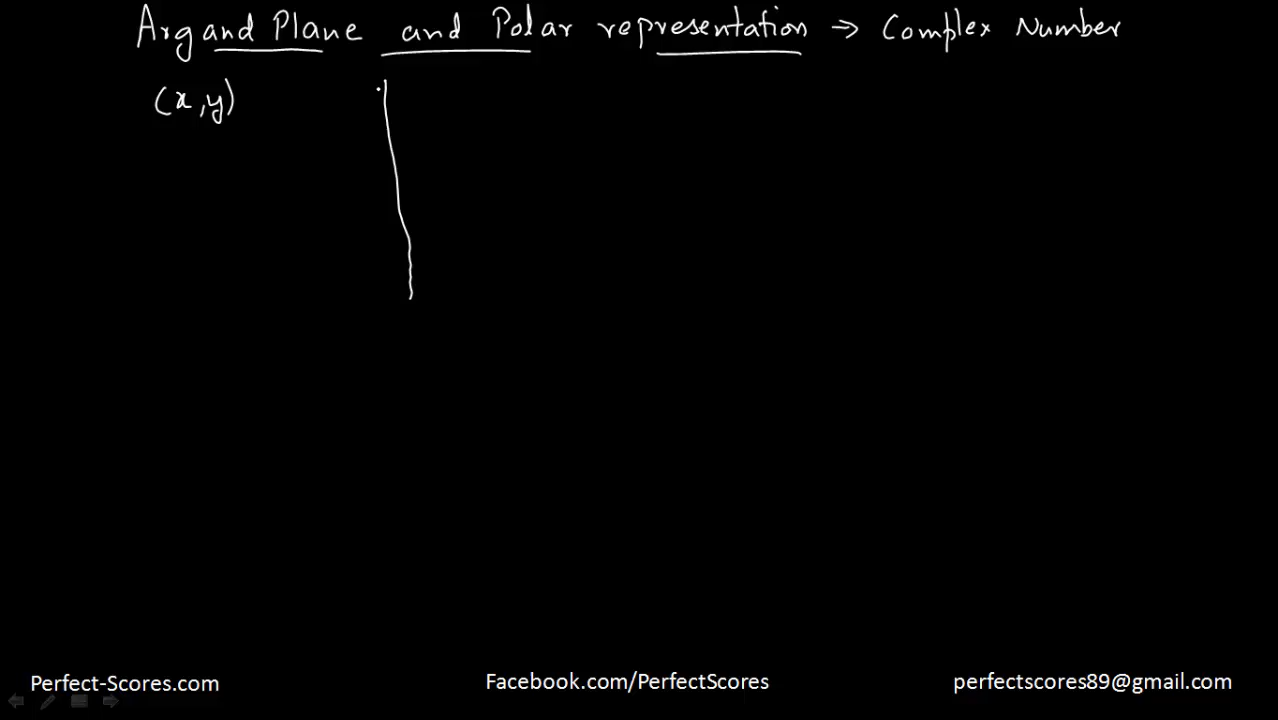 Argand Plane and Polar representation → Complex Number
(x,y)
Perfect-Scores.com
Facebook.com/PerfectScores
perfectscores89@gmail.com